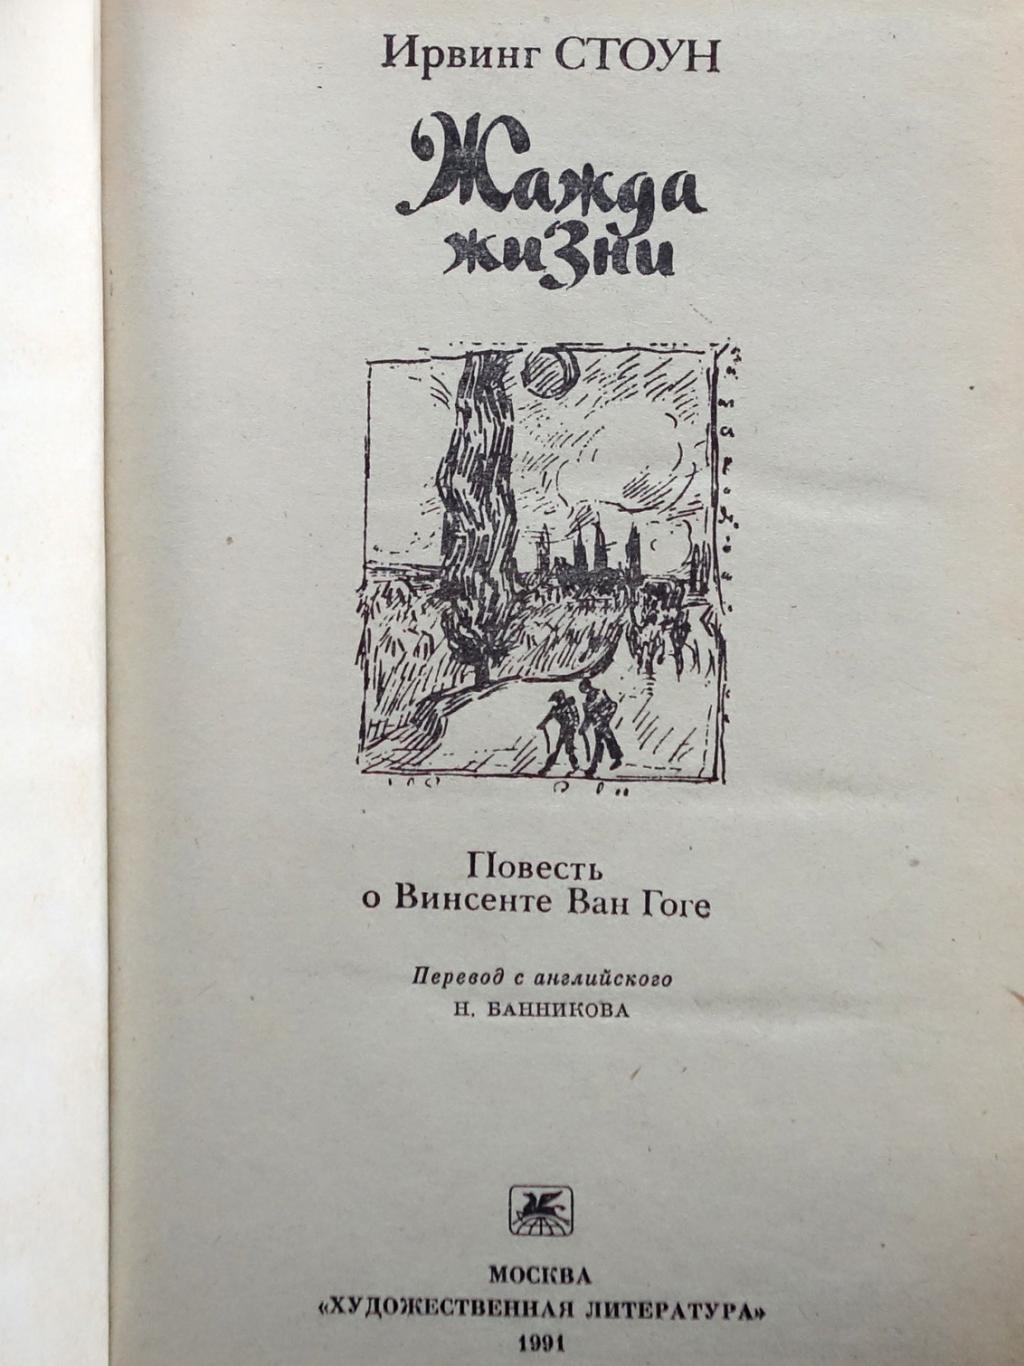 Ирвинг СТОУН
Жажда
жизни
Повесть
о Винсенте Ван Гоге
Перевод с английского
Н. БАННИКОВА
МОСКВА
«ХУДОЖЕСТВЕННАЯ ЛИТЕРАТУРА»
1991